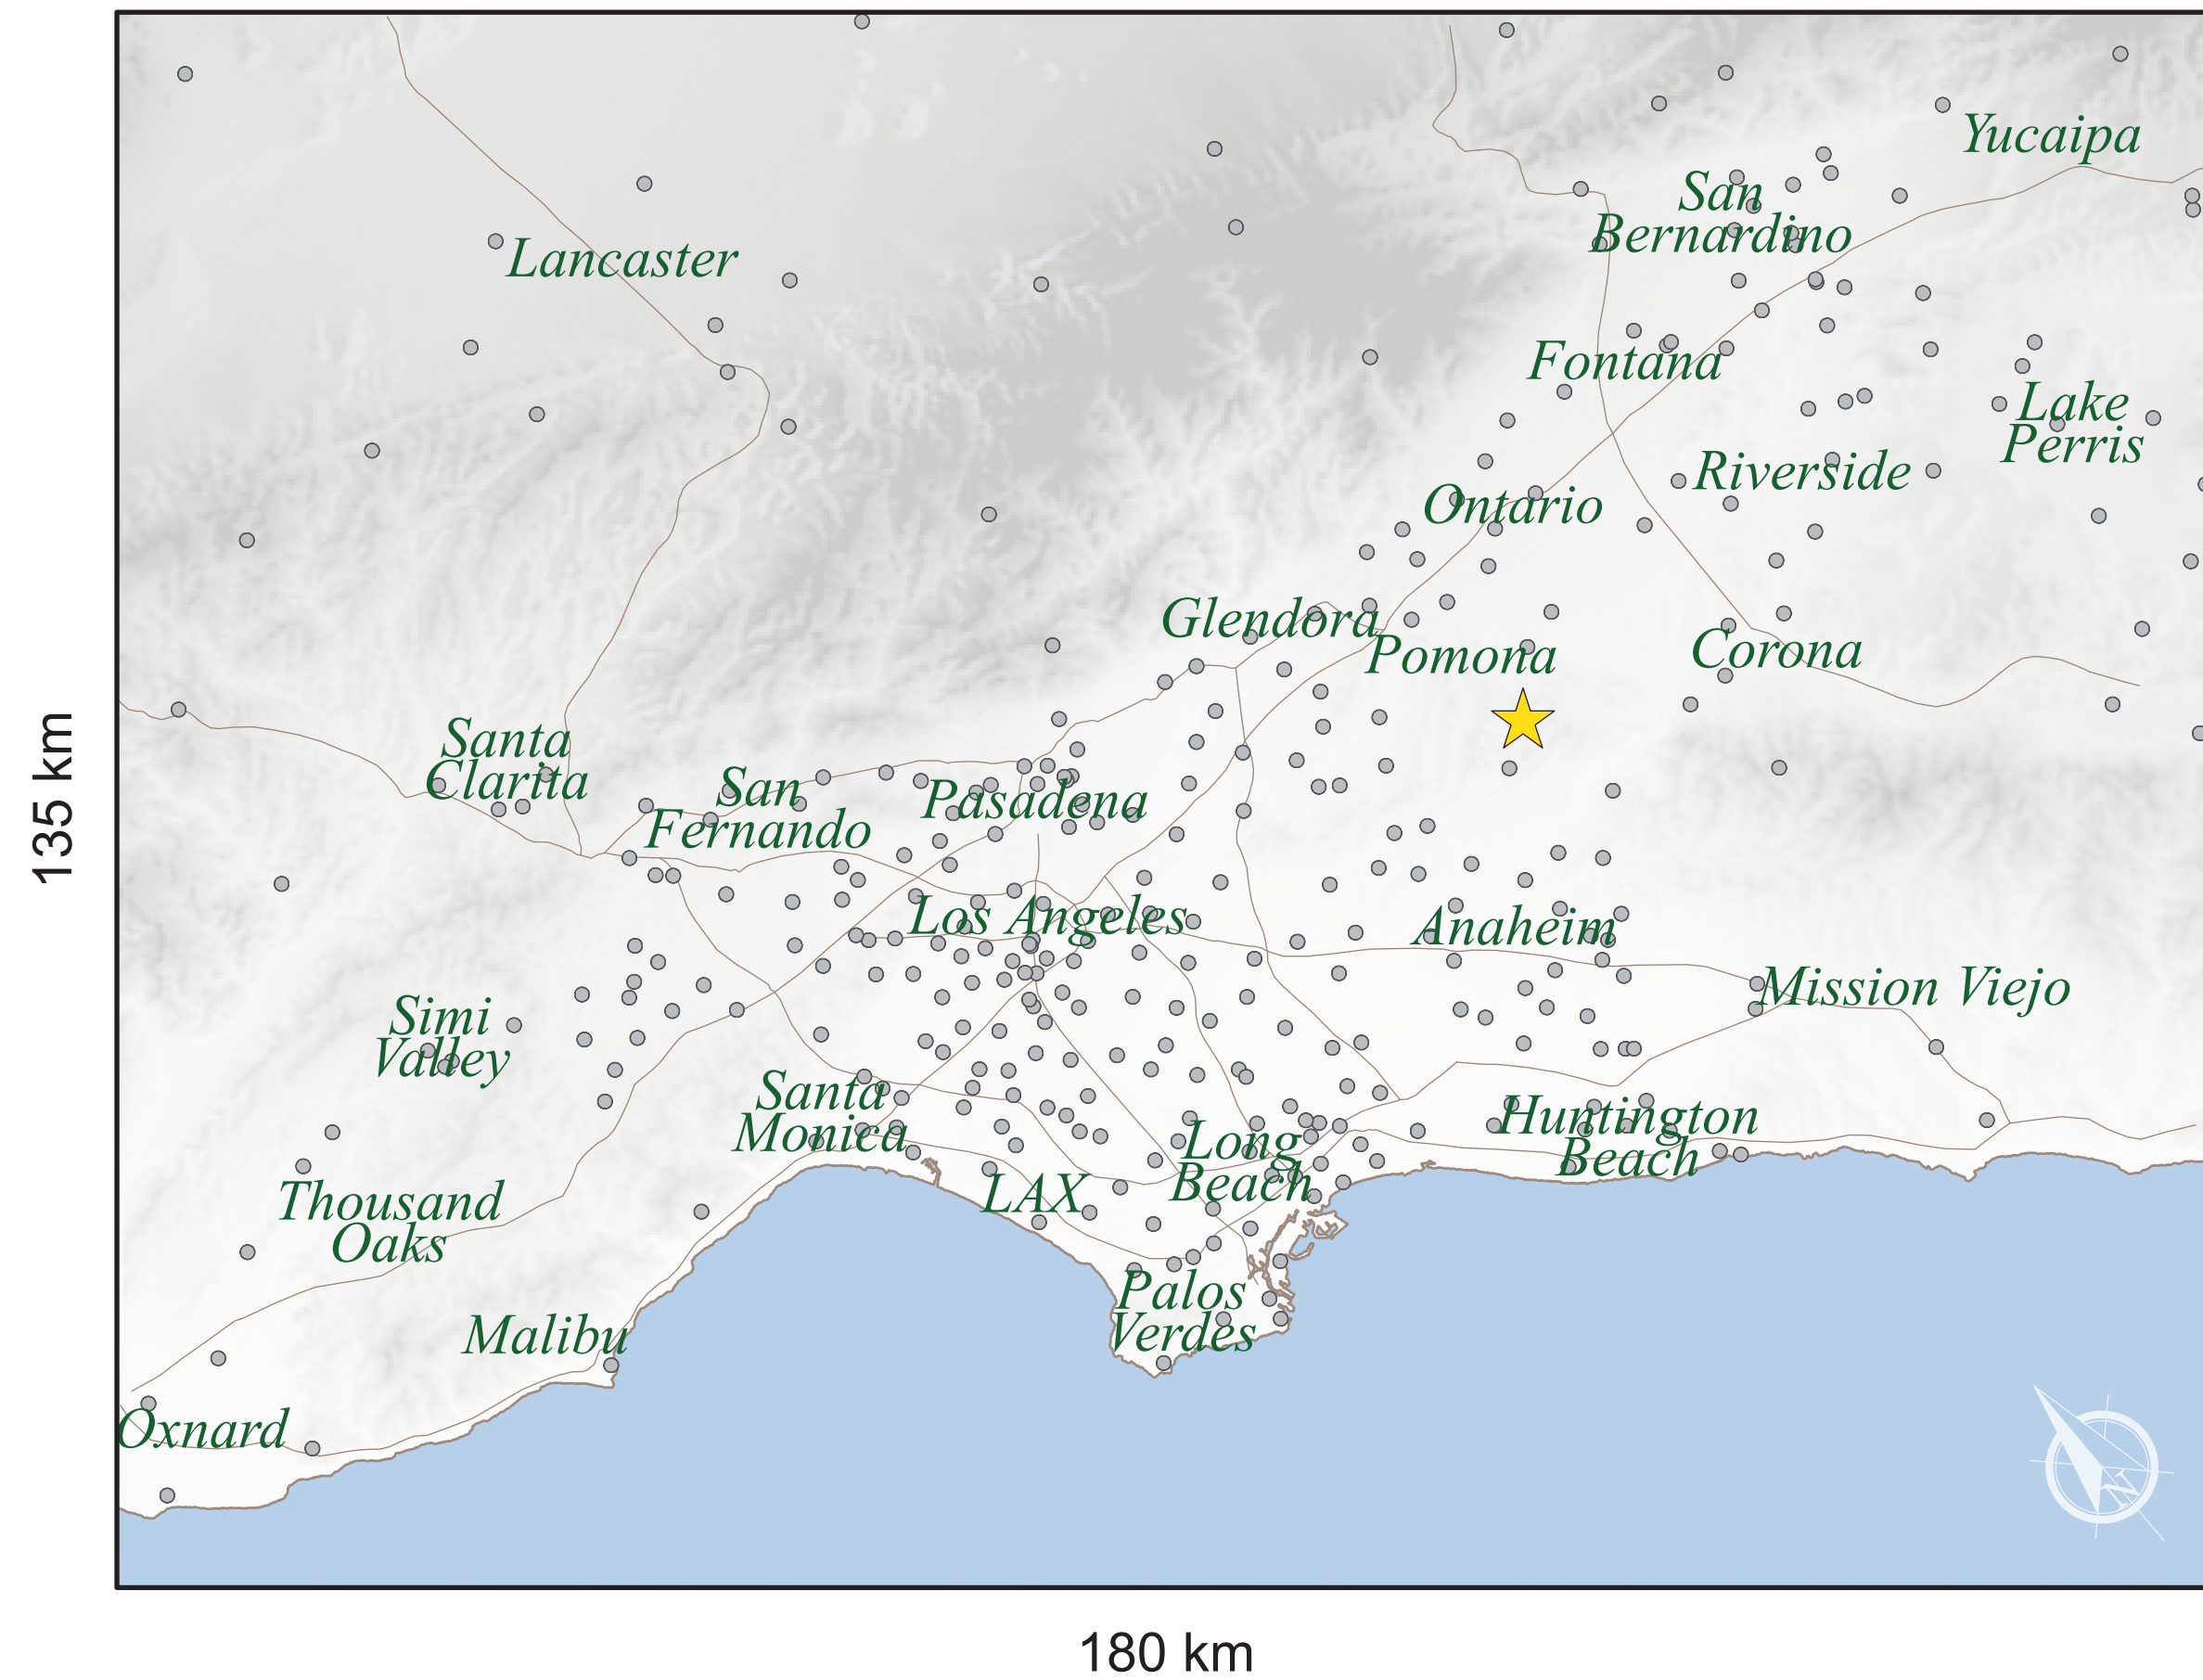 Yucaipa
San
Bernardino
Lancaster
Fontana
Lake
Perris
Riverside
Ontario
Glendora
Pomona
Corona
Santa
Clarita
San
Fernando
Pasadena
Los Angeles
Anaheim
Mission Viejo
Simi
Valley
Santa
Monica
Long
Beach
Huntington
Beach
Thousand
Oaks
LAX
Palos
Verdes
Malibu
Oxnard
N
135 km
180 km